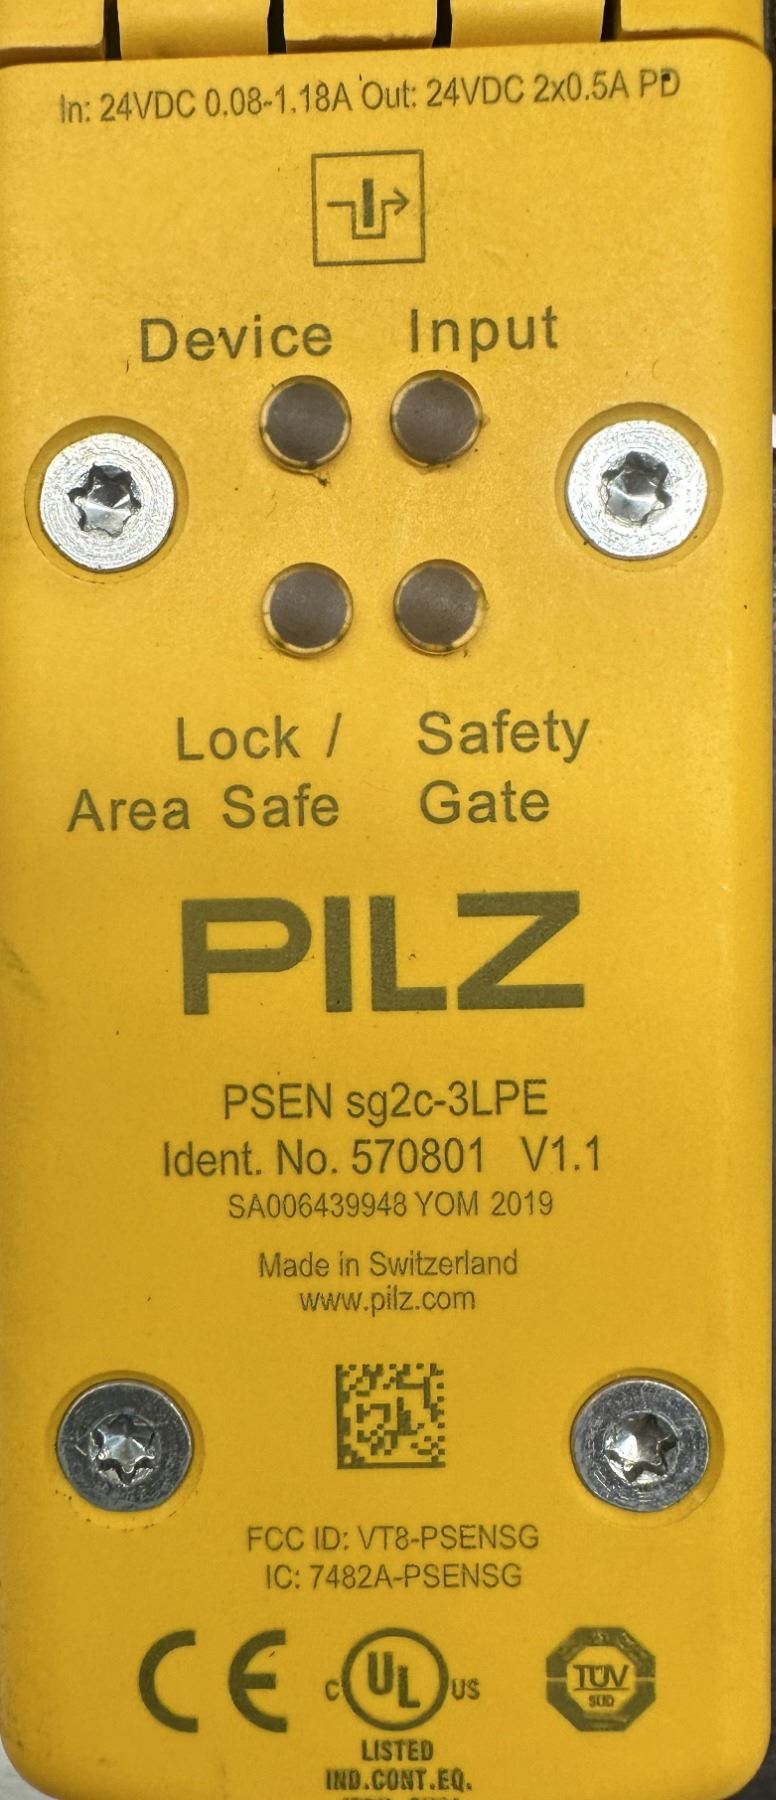 In: 24VDC 0.08-1.18A Out: 24VDC 2x0.5A PD
Device Input
Lock / Safety
Area Safe Gate
PILZ
PSEN sg2c-3LPE
Ident. No. 570801 V1.1
SA006439948 YOM 2019
Made in Switzerland
www.pilz.com
FCC ID: VT8-PSENSG
IC: 7482A-PSENSG
CE c UL US TÜV SÜD
LISTED
IND.CONT.EQ.